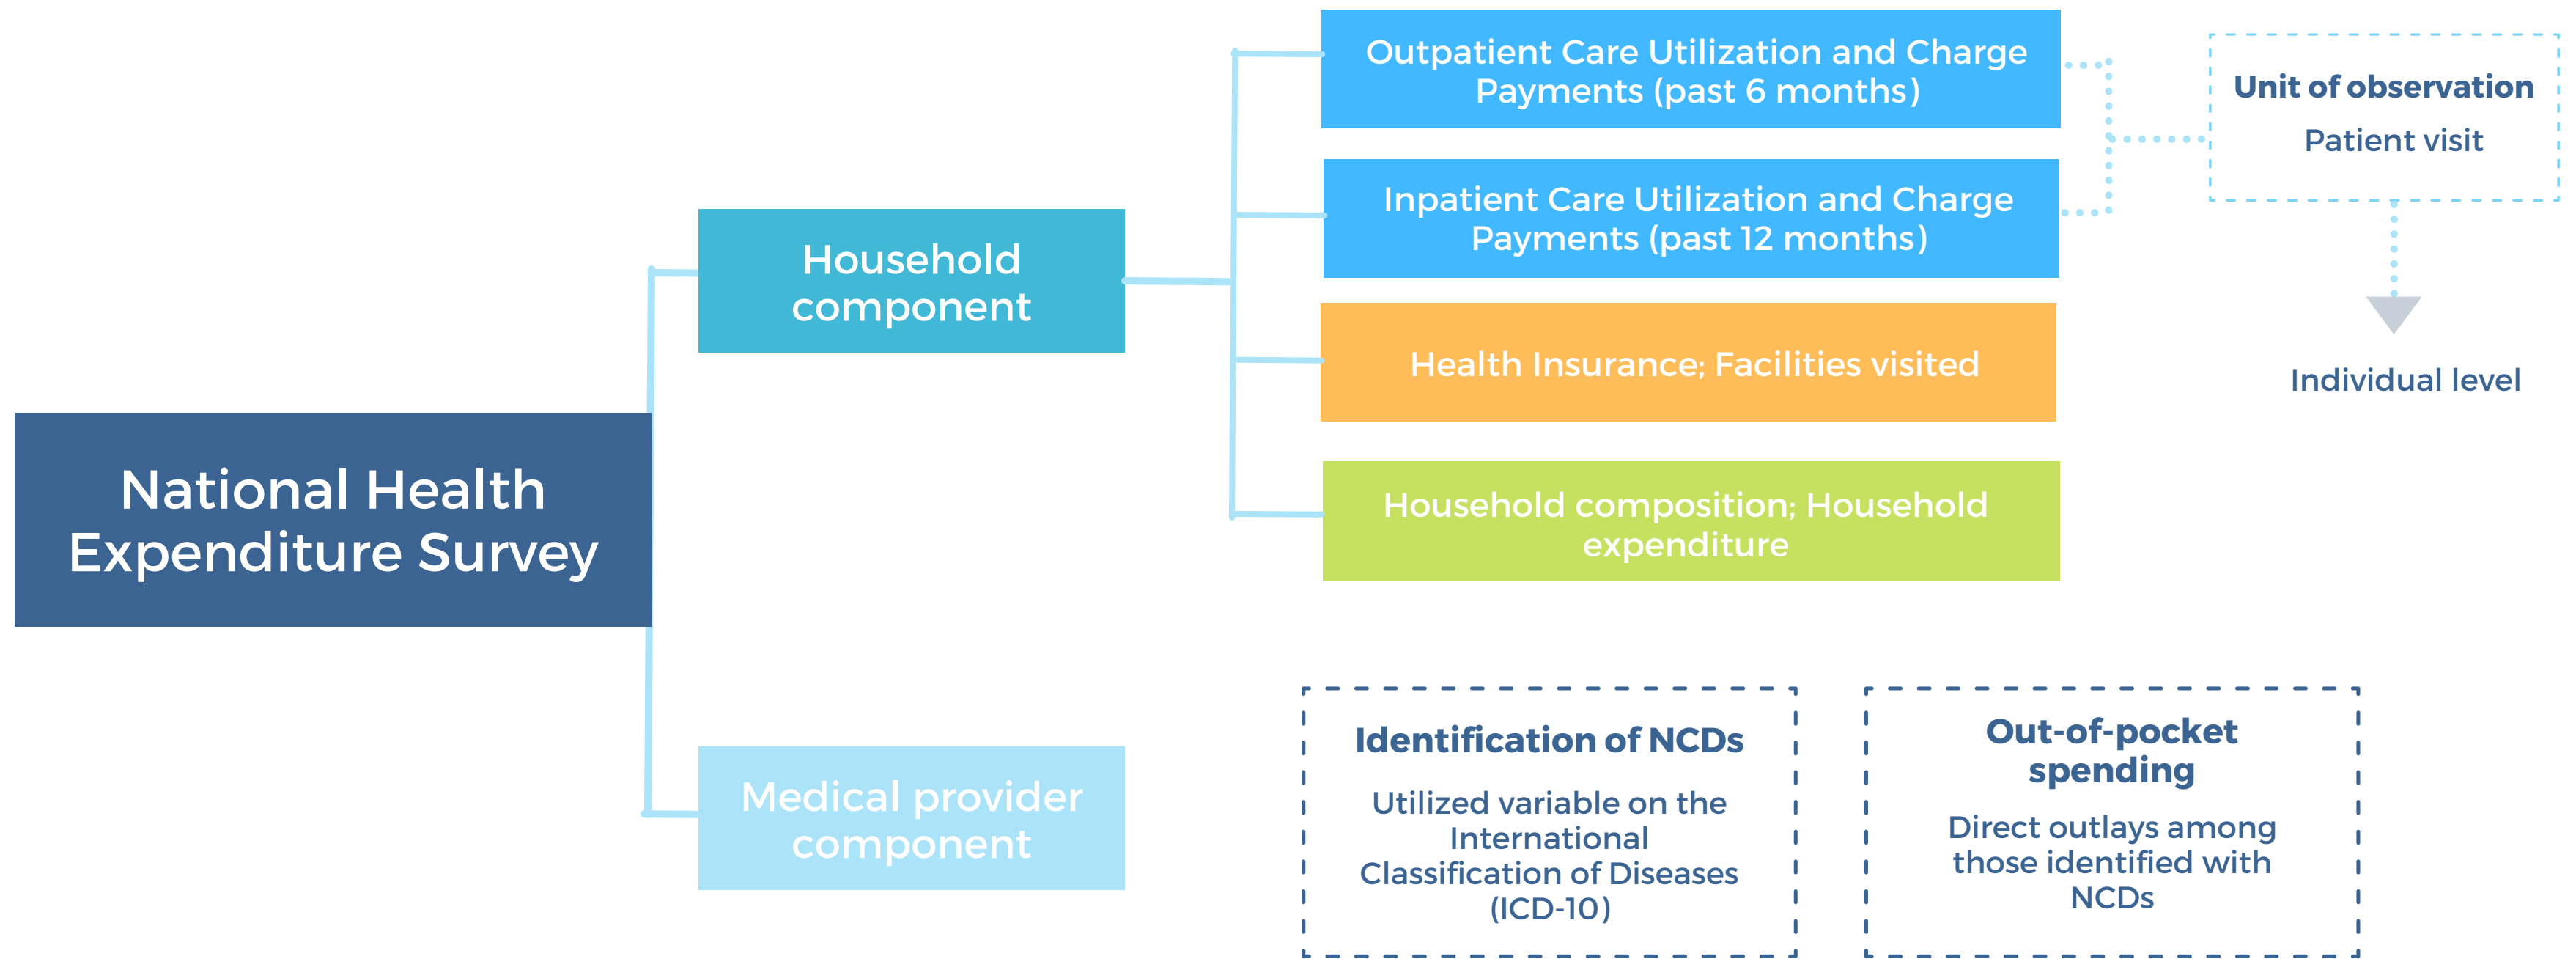 National Health
Expenditure Survey
Household
component
Medical provider
component
Outpatient Care Utilization and Charge
Payments (past 6 months)
Inpatient Care Utilization and Charge
Payments (past 12 months)
Health Insurance; Facilities visited
Household composition; Household
expenditure
Unit of observation
Patient visit
Individual level
Identification of NCDs
Utilized variable on the
International
Classification of Diseases
(ICD-10)
Out-of-pocket
spending
Direct outlays among
those identified with
NCDs